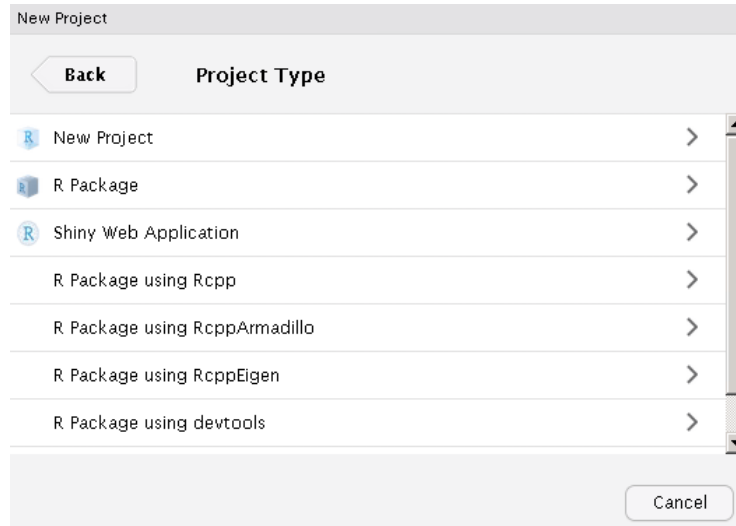 New Project
Back
Project Type
R New Project
R R Package
R Shiny Web Application
R Package using Rcpp
R Package using RcppArmadillo
R Package using RcppEigen
R Package using devtools
Cancel